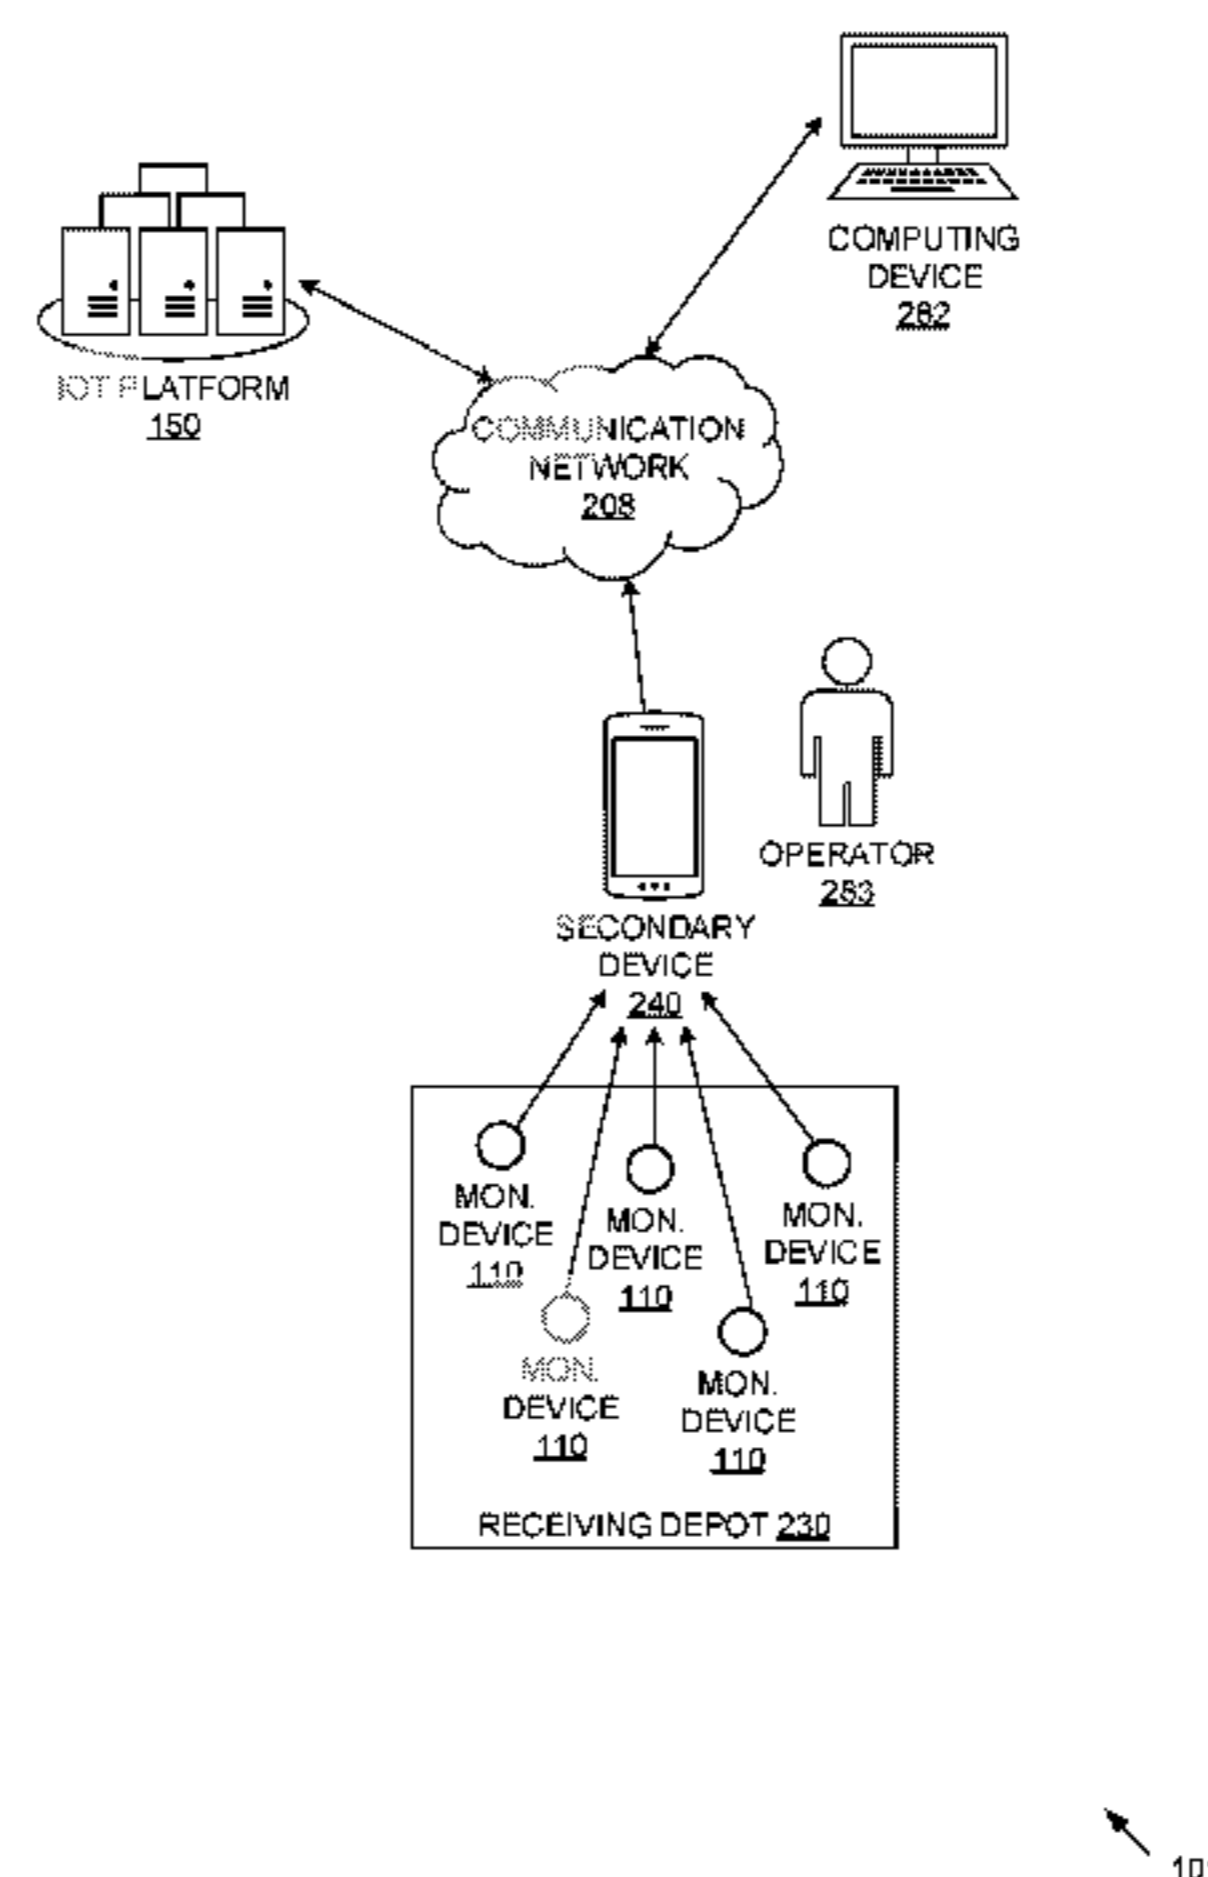 COMPUTING
DEVICE
282
IOT PLATFORM
150
COMMUNICATION
NETWORK
208
OPERATOR
283
SECONDARY
DEVICE
240
MON.
DEVICE
110
MON.
DEVICE
110
MON.
DEVICE
110
MON.
DEVICE
110
MON.
DEVICE
110
RECEIVING DEPOT 230